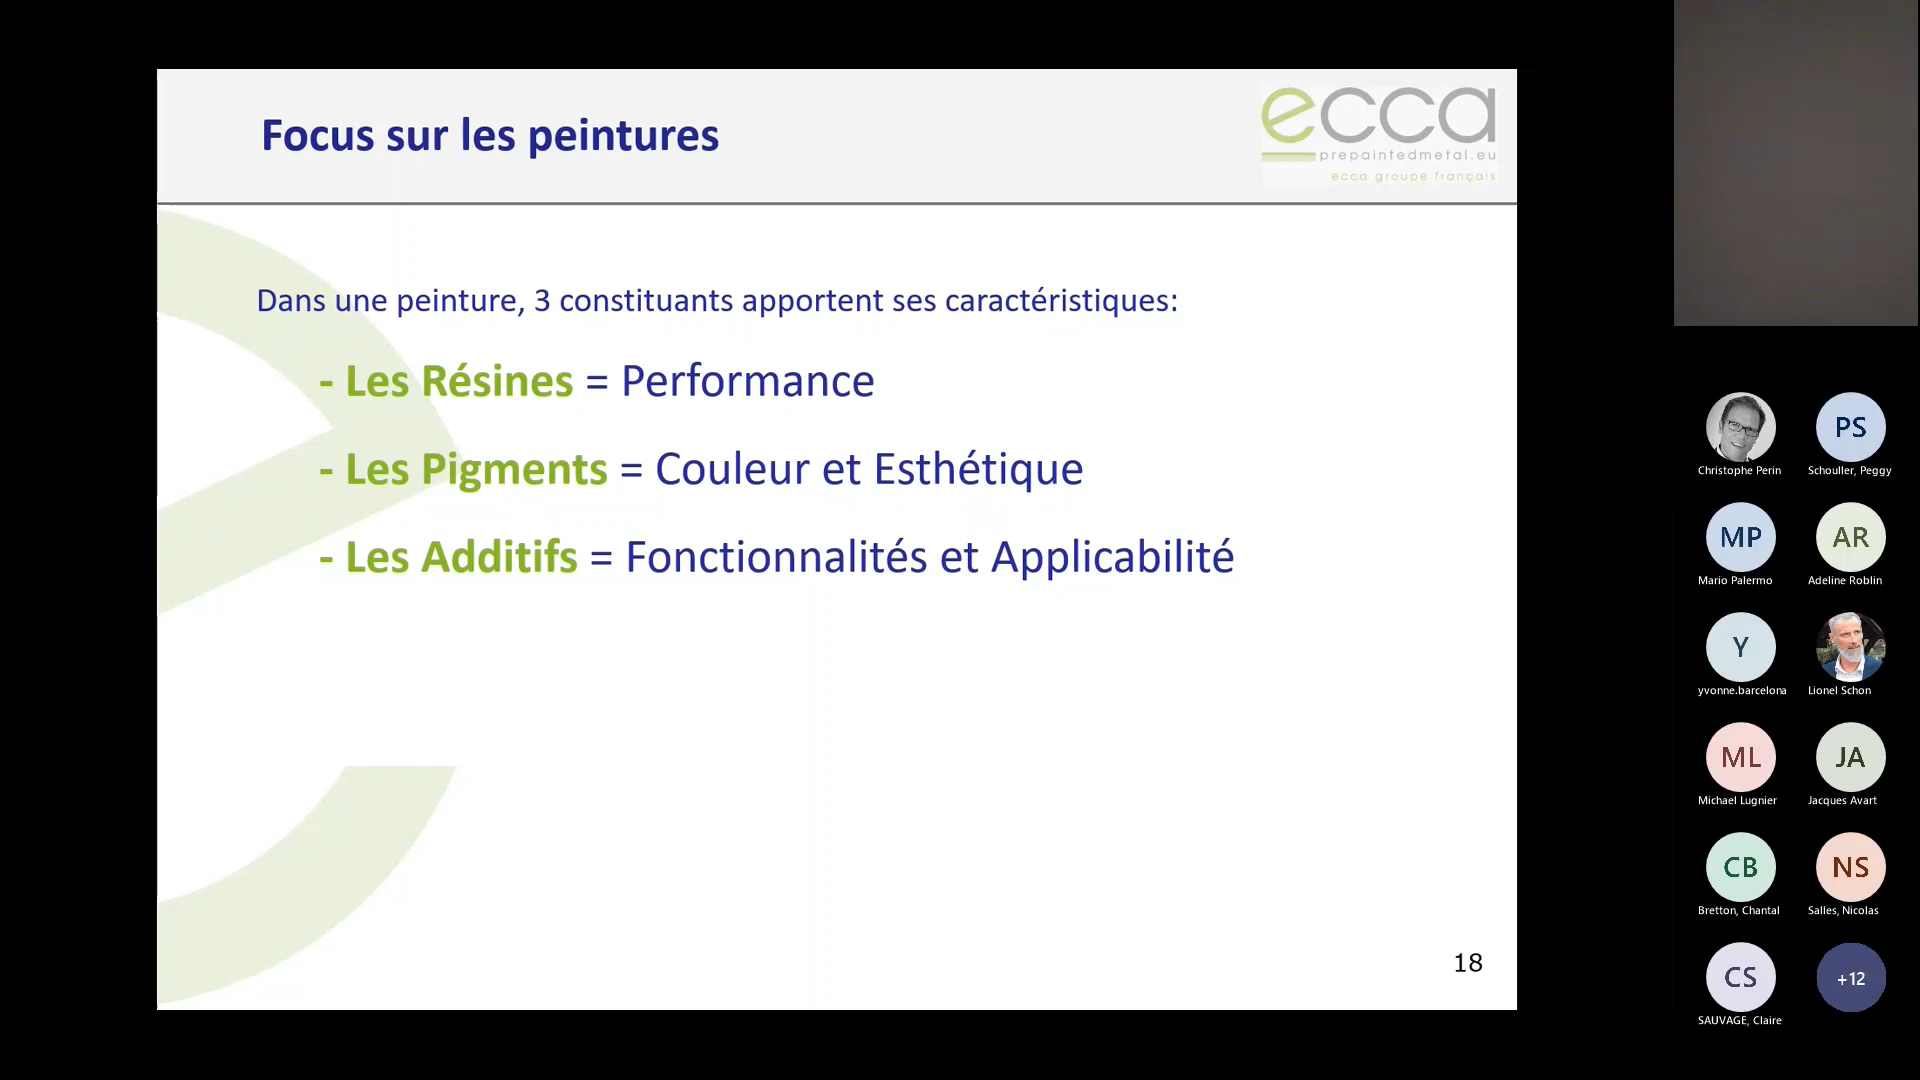 Focus sur les peintures
ecca
prepaintedmetal.eu
ecca groupe français
Dans une peinture, 3 constituants apportent ses caractéristiques:
- Les Résines = Performance
- Les Pigments = Couleur et Esthétique
- Les Additifs = Fonctionnalités et Applicabilité
18
Christophe Perin
PS
Schouller, Peggy
MP
Mario Palermo
AR
Adeline Roblin
Y
yvonne.barcelona
Lionel Schon
ML
Michael Lugnier
JA
Jacques Avart
CB
Bretton, Chantal
NS
Salles, Nicolas
CS
SAUVAGE, Claire
+12